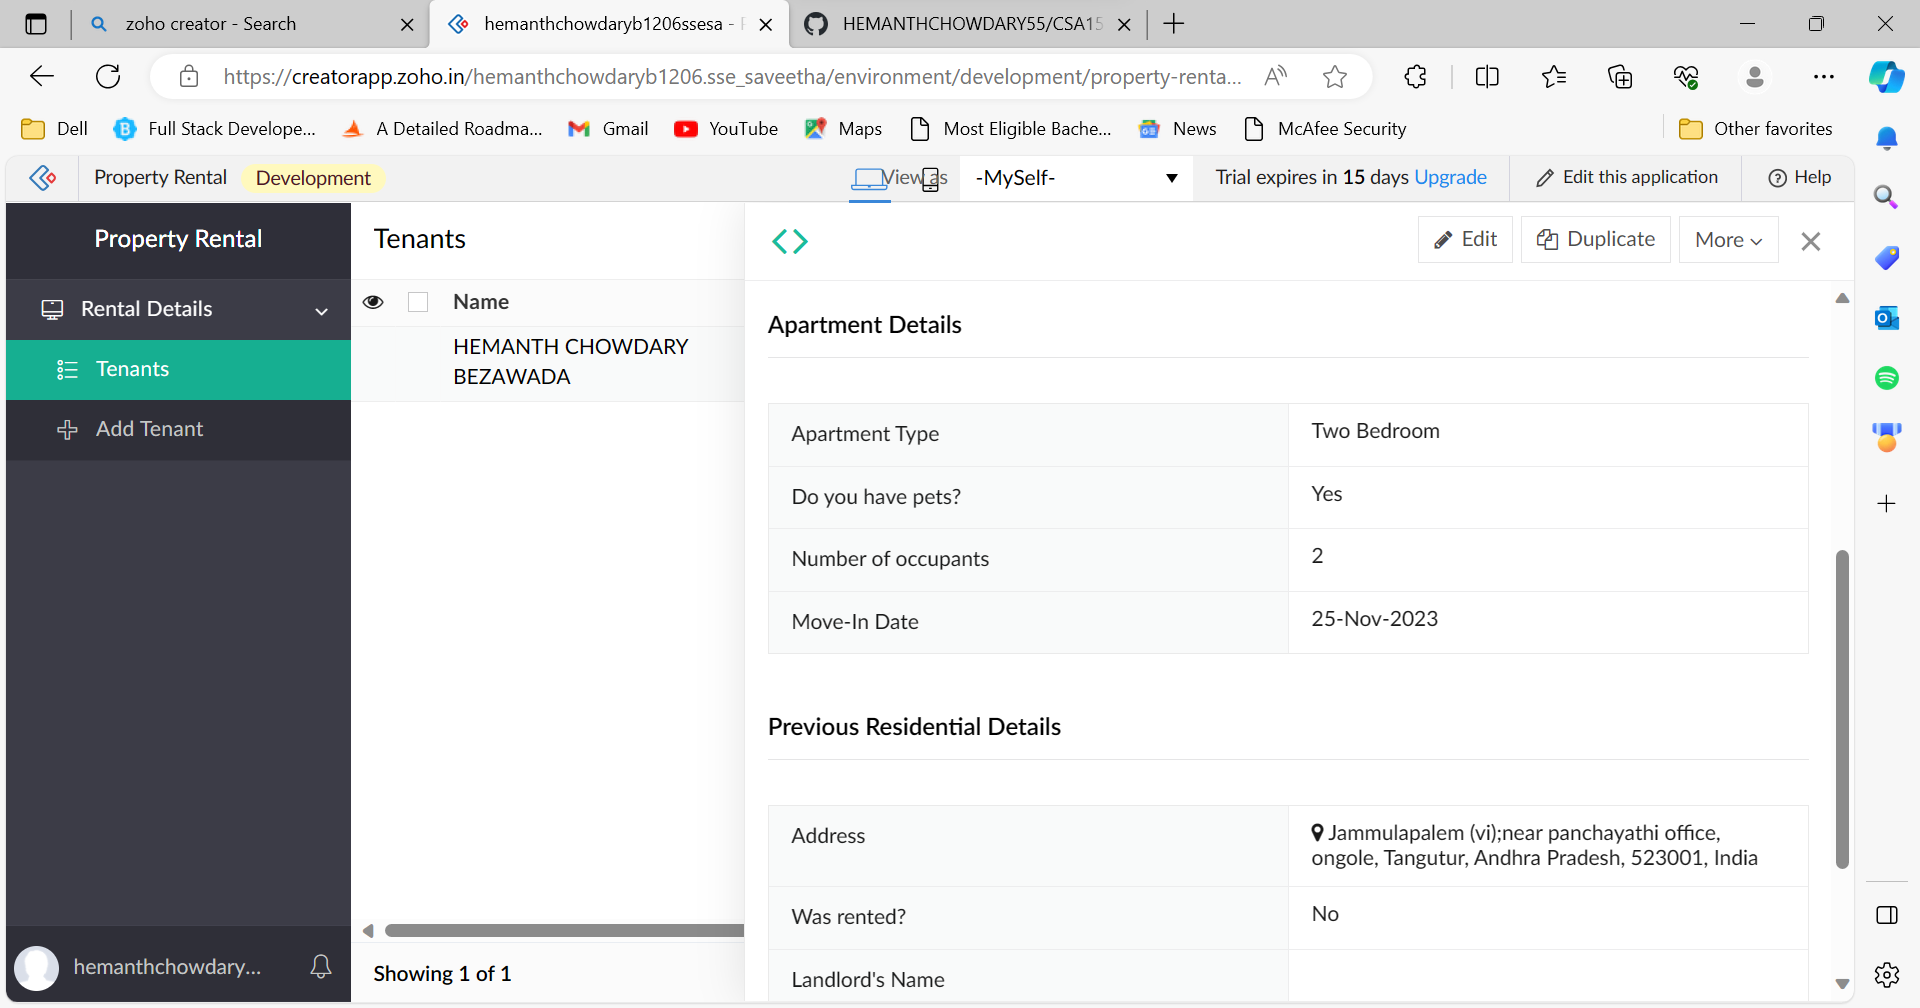 zoho creator - Search
hemanthchowdaryb1206ssesa -
HEMANTHCHOWDARY55/CSA15
https://creatorapp.zoho.in/hemanthchowdaryb1206.sse_saveetha/environment/development/property-renta...
Dell
Full Stack Develope...
A Detailed Roadma...
Gmail
YouTube
Maps
Most Eligible Bache...
News
McAfee Security
Other favorites
Property Rental
Development
View as
-MySelf-
Trial expires in 15 days Upgrade
Edit this application
Help
Property Rental
Rental Details
Tenants
Add Tenant
hemanthchowdary...
Tenants
Name
HEMANTH CHOWDARY
BEZAWADA
Showing 1 of 1
Edit
Duplicate
More
Apartment Details
Apartment Type
Two Bedroom
Do you have pets?
Yes
Number of occupants
2
Move-In Date
25-Nov-2023
Previous Residential Details
Address
Jammulapalem (vi);near panchayathi office,
ongole, Tangutur, Andhra Pradesh, 523001, India
Was rented?
No
Landlord's Name